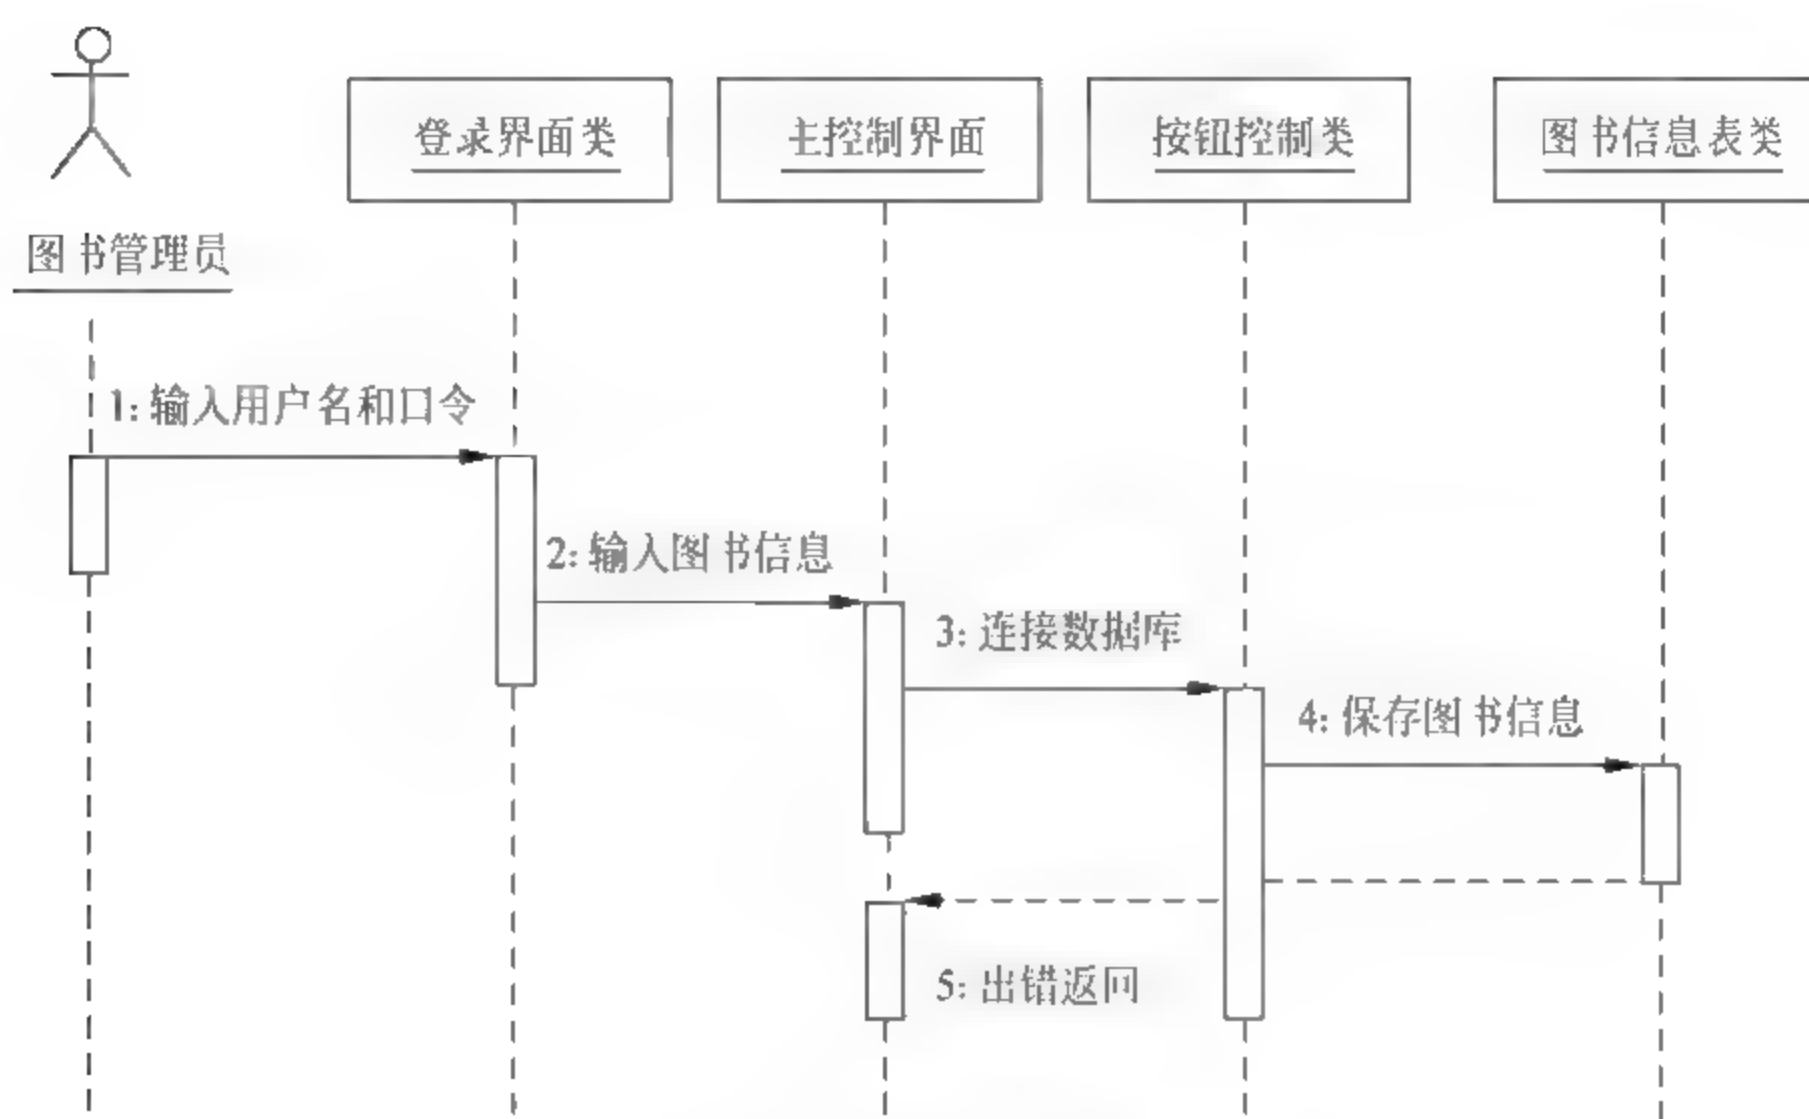 登录界面类
主控制界面
按钮控制类
图书信息表类
图书管理员
1: 输入用户名和口令
2: 输入图书信息
3: 连接数据库
4: 保存图书信息
5: 出错返回